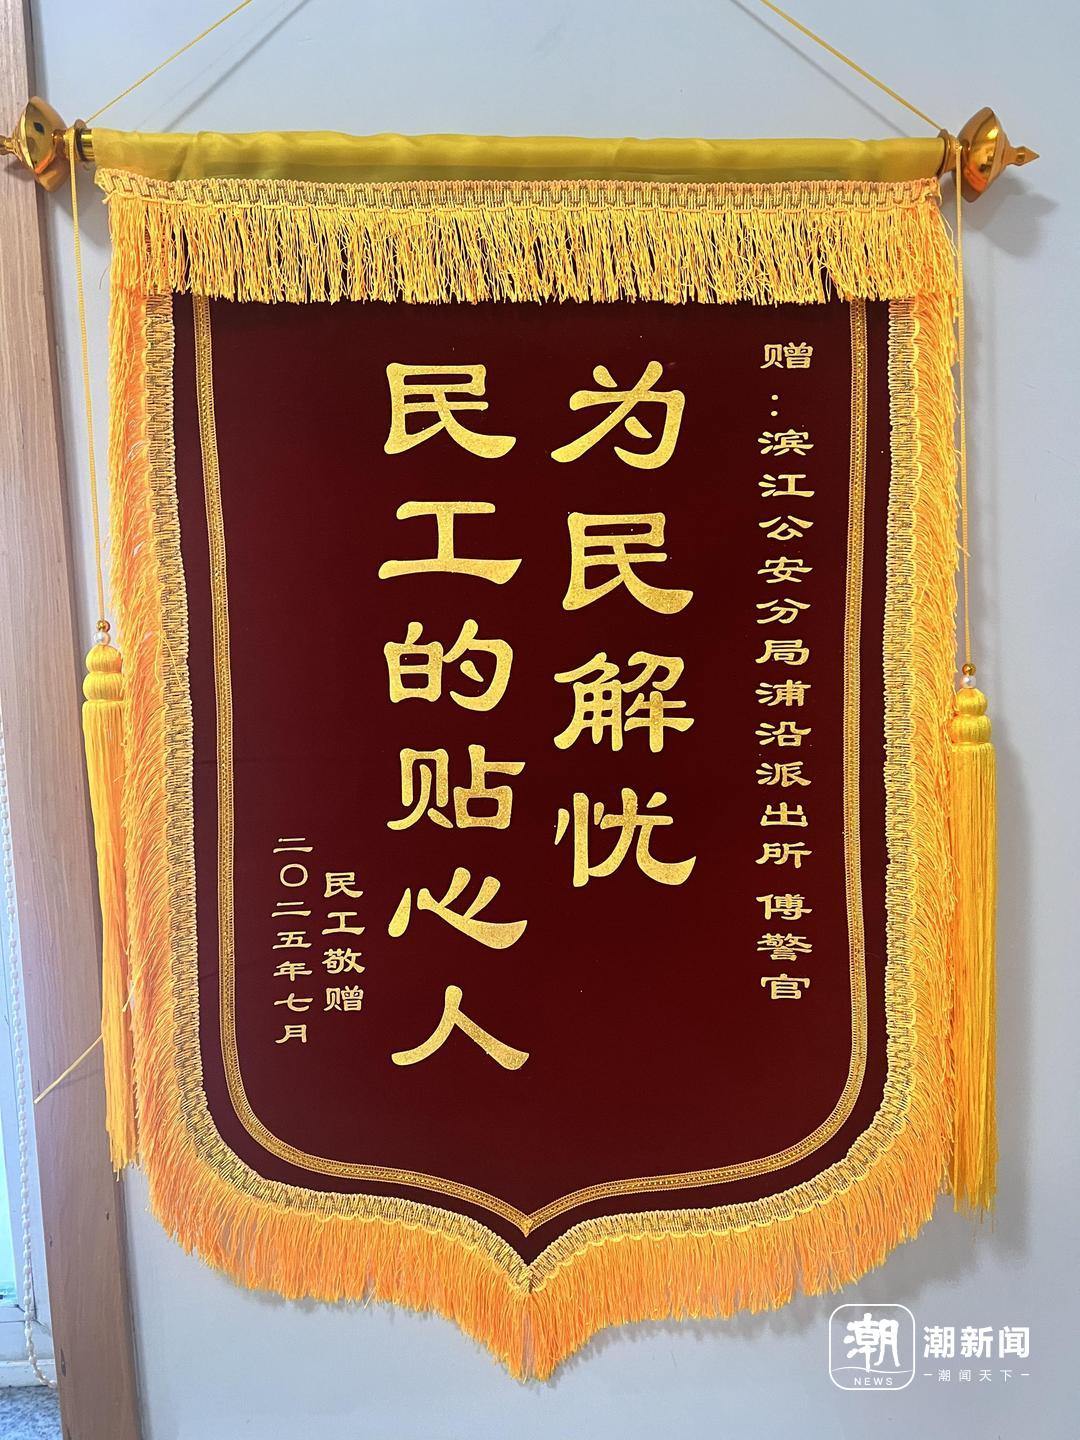 赠：滨江公安分局浦沿派出所 傅警官
为民解忧
民工的贴心人
民工敬赠
二〇二五年七月
潮
NEWS
潮新闻
潮闻天下